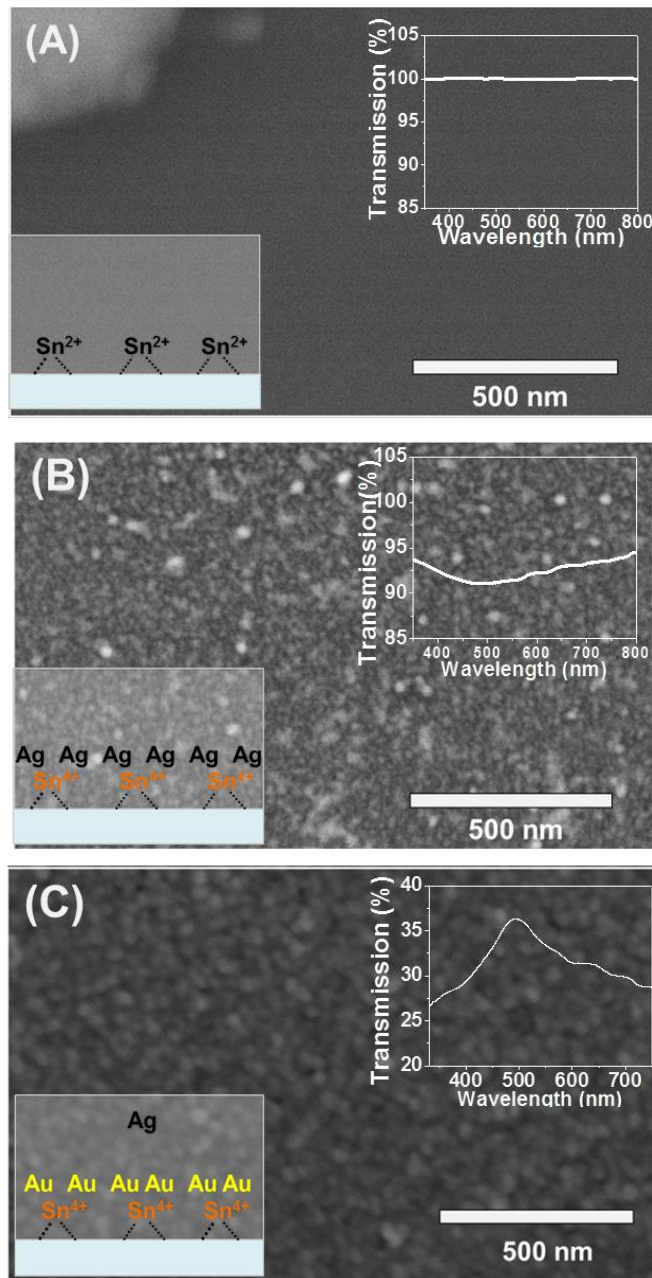 (A)
Transmission (%)
105
100
95
90
85
400 500 600 700 800
Wavelength (nm)
Sn²⁺ Sn²⁺ Sn²⁺
500 nm
(B)
Transmission(%)
105
100
95
90
85
400 500 600 700 800
Wavelength (nm)
Ag Ag Ag Ag Ag Ag
Sn⁴⁺ Sn⁴⁺ Sn⁴⁺
500 nm
(C)
Transmission (%)
40
35
30
25
20
400 500 600 700
Wavelength (nm)
Ag
Au Au Au Au Au Au
Sn⁴⁺ Sn⁴⁺ Sn⁴⁺
500 nm